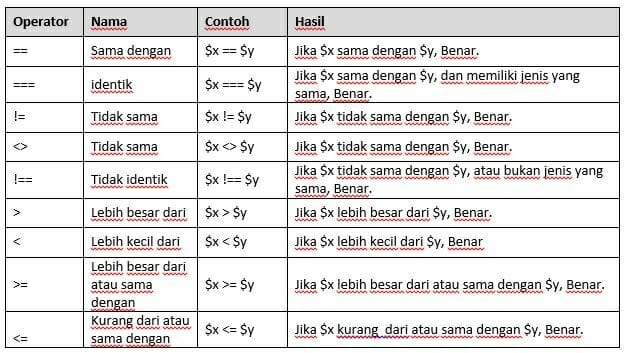 Operator Nama Contoh Hasil
== Sama dengan $x == $y Jika $x sama dengan $y, Benar.
=== identik $x === $y Jika $x sama dengan $y, dan memiliki jenis yang
sama, Benar.
!= Tidak sama $x != $y Jika $x tidak sama dengan $y, Benar.
<> Tidak sama $x <> $y Jika $x tidak sama dengan $y, Benar.
!== Tidak identik $x !== $y Jika $x tidak sama dengan $y, atau bukan jenis yang
sama, Benar.
> Lebih besar dari $x > $y Jika $x lebih besar dari $y, Benar.
< Lebih kecil dari $x < $y Jika $x lebih kecil dari $y, Benar
Lebih besar dari
>= atau sama $x >= $y Jika $x lebih besar dari atau sama dengan $y, Benar.
dengan
Kurang dari atau
<= sama dengan $x <= $y Jika $x kurang dari atau sama dengan $y, Benar.